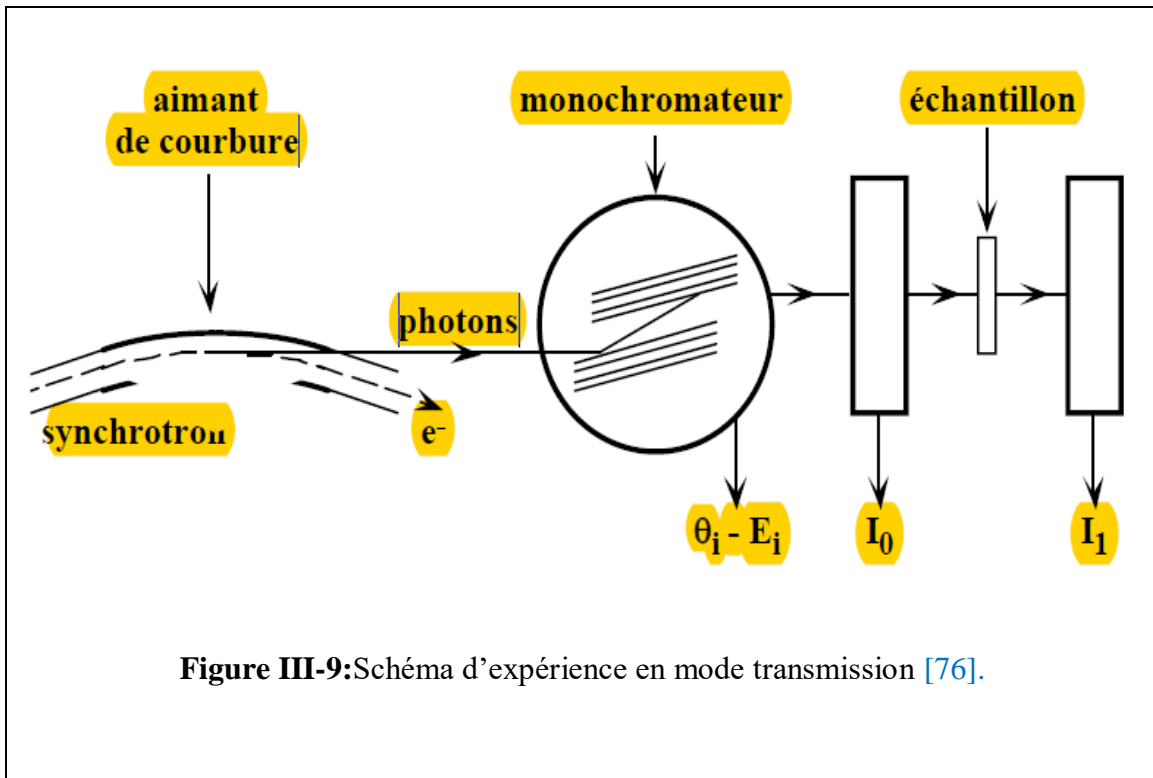 aimant
de courbure
monochromateur
échantillon
photons
synchrotron
e-
θi - Ei
I0
I1
Figure III-9:Schéma d’expérience en mode transmission [76].